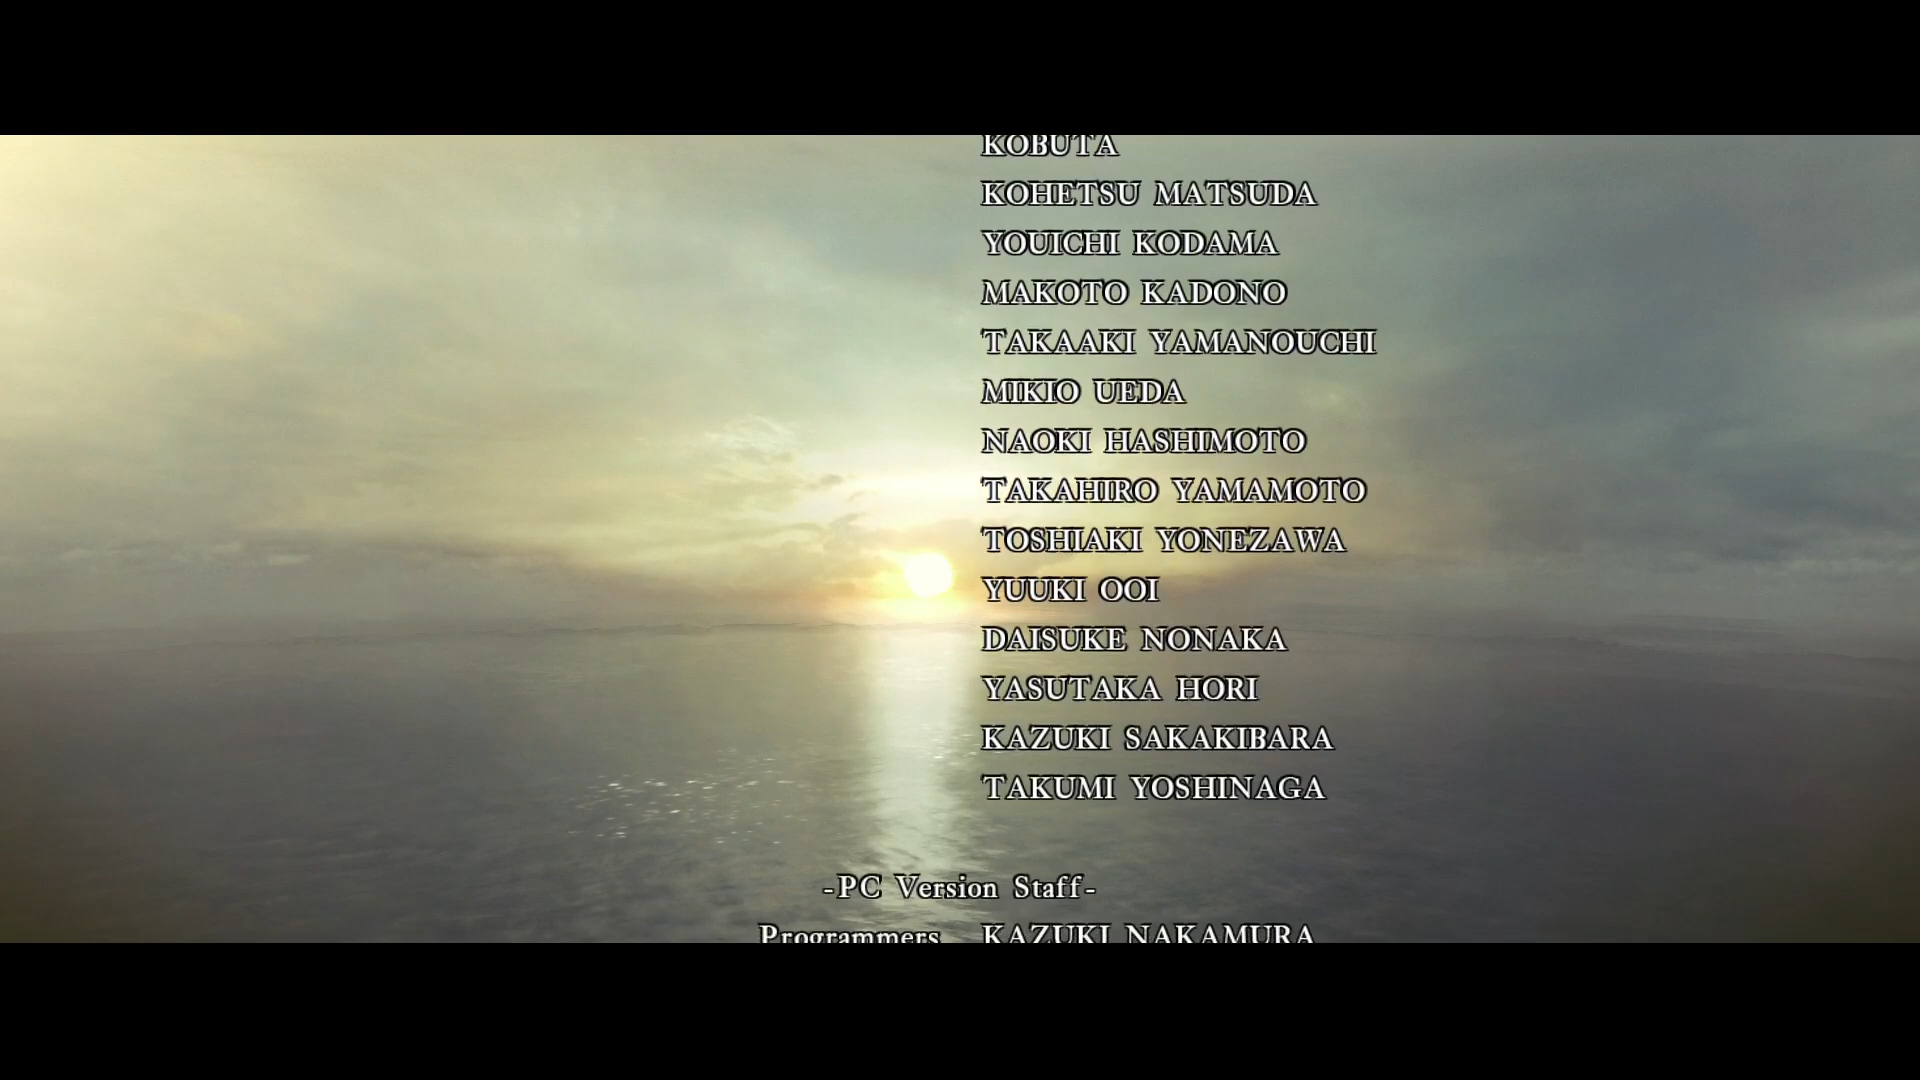 KOBUTA
KOHETSU MATSUDA
YOUICHI KODAMA
MAKOTO KADONO
TAKAAKI YAMANOUCHI
MIKIO UEDA
NAOKI HASHIMOTO
TAKAHIRO YAMAMOTO
TOSHIAKI YONEZAWA
YUUKI OOI
DAISUKE NONAKA
YASUTAKA HORI
KAZUKI SAKAKIBARA
TAKUMI YOSHINAGA
-PC Version Staff-
Programmers KAZUKI NAKAMURA